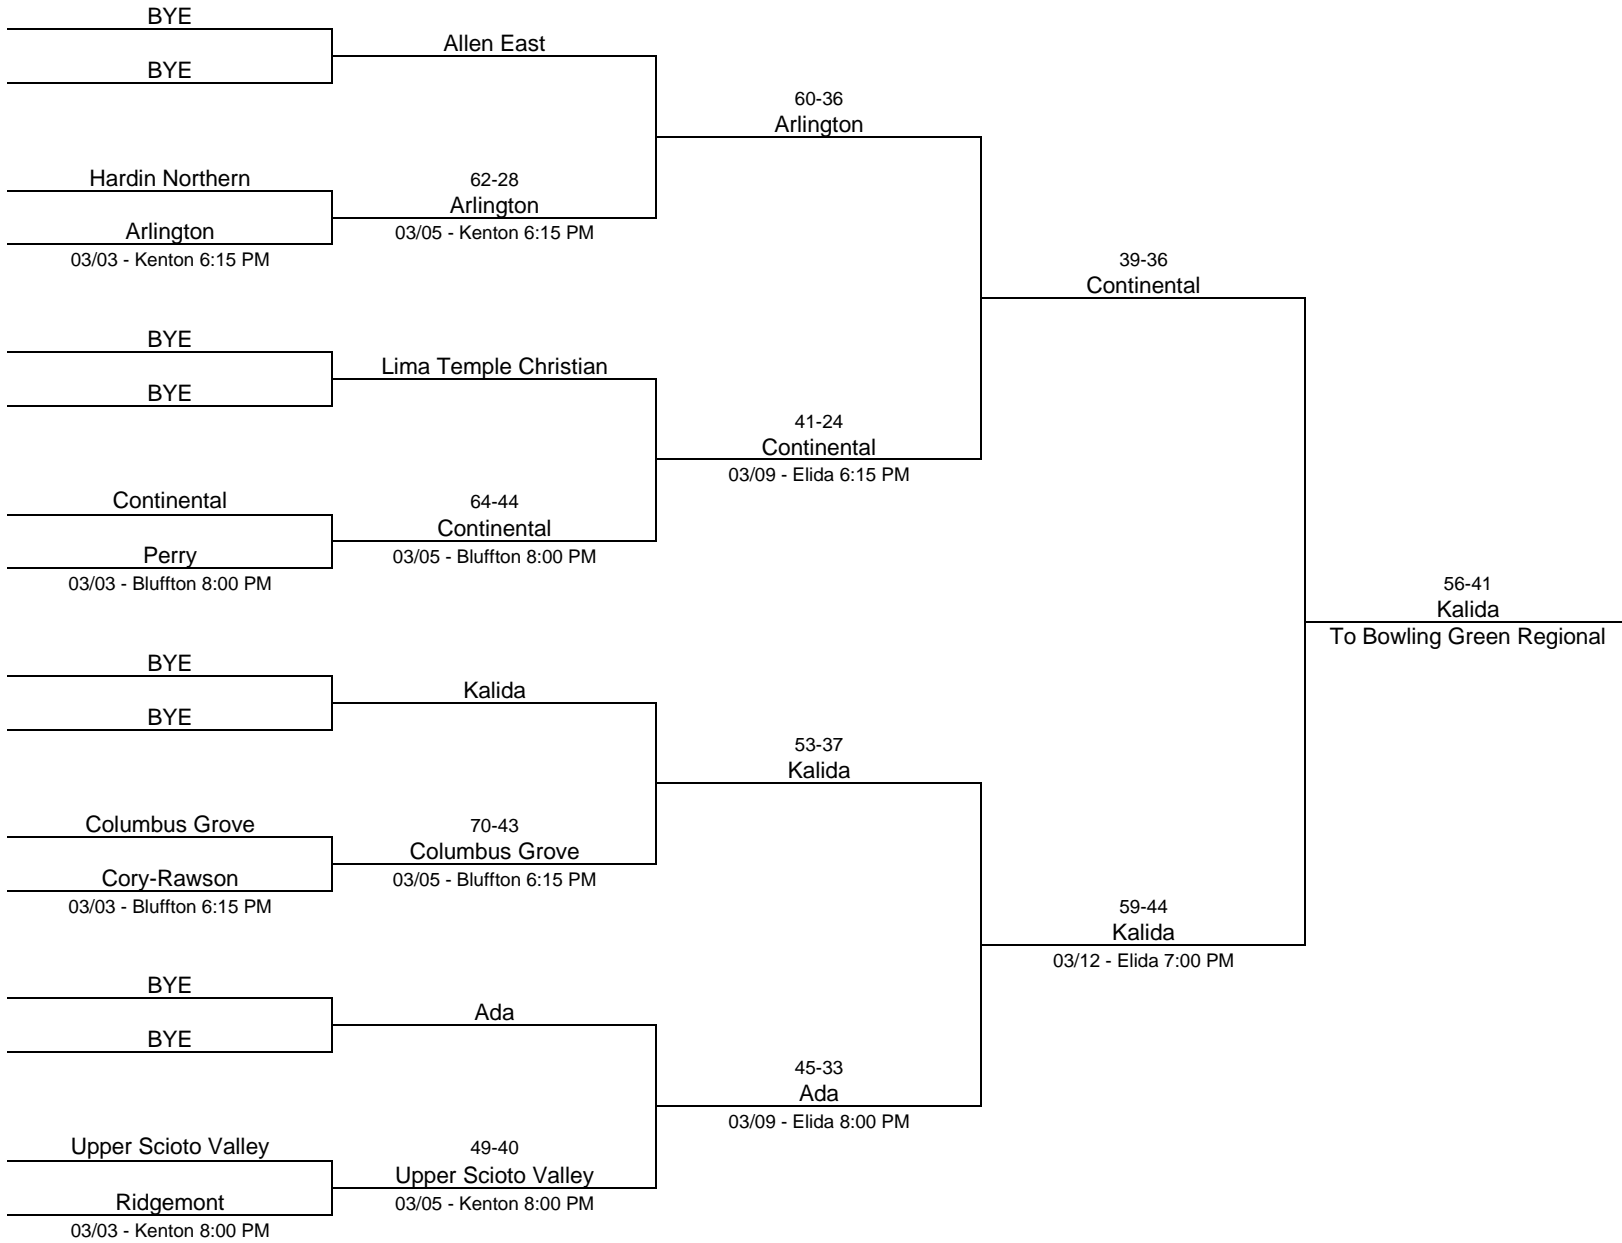 BYE
BYE
Allen East
Hardin Northern
Arlington
03/03 - Kenton 6:15 PM
62-28
Arlington
03/05 - Kenton 6:15 PM
60-36
Arlington
BYE
BYE
Lima Temple Christian
Continental
Perry
03/03 - Bluffton 8:00 PM
64-44
Continental
03/05 - Bluffton 8:00 PM
41-24
Continental
03/09 - Elida 6:15 PM
39-36
Continental
BYE
BYE
Kalida
Columbus Grove
Cory-Rawson
03/03 - Bluffton 6:15 PM
70-43
Columbus Grove
03/05 - Bluffton 6:15 PM
53-37
Kalida
BYE
BYE
Ada
Upper Scioto Valley
Ridgemont
03/03 - Kenton 8:00 PM
49-40
Upper Scioto Valley
03/05 - Kenton 8:00 PM
45-33
Ada
03/09 - Elida 8:00 PM
59-44
Kalida
03/12 - Elida 7:00 PM
56-41
Kalida
To Bowling Green Regional